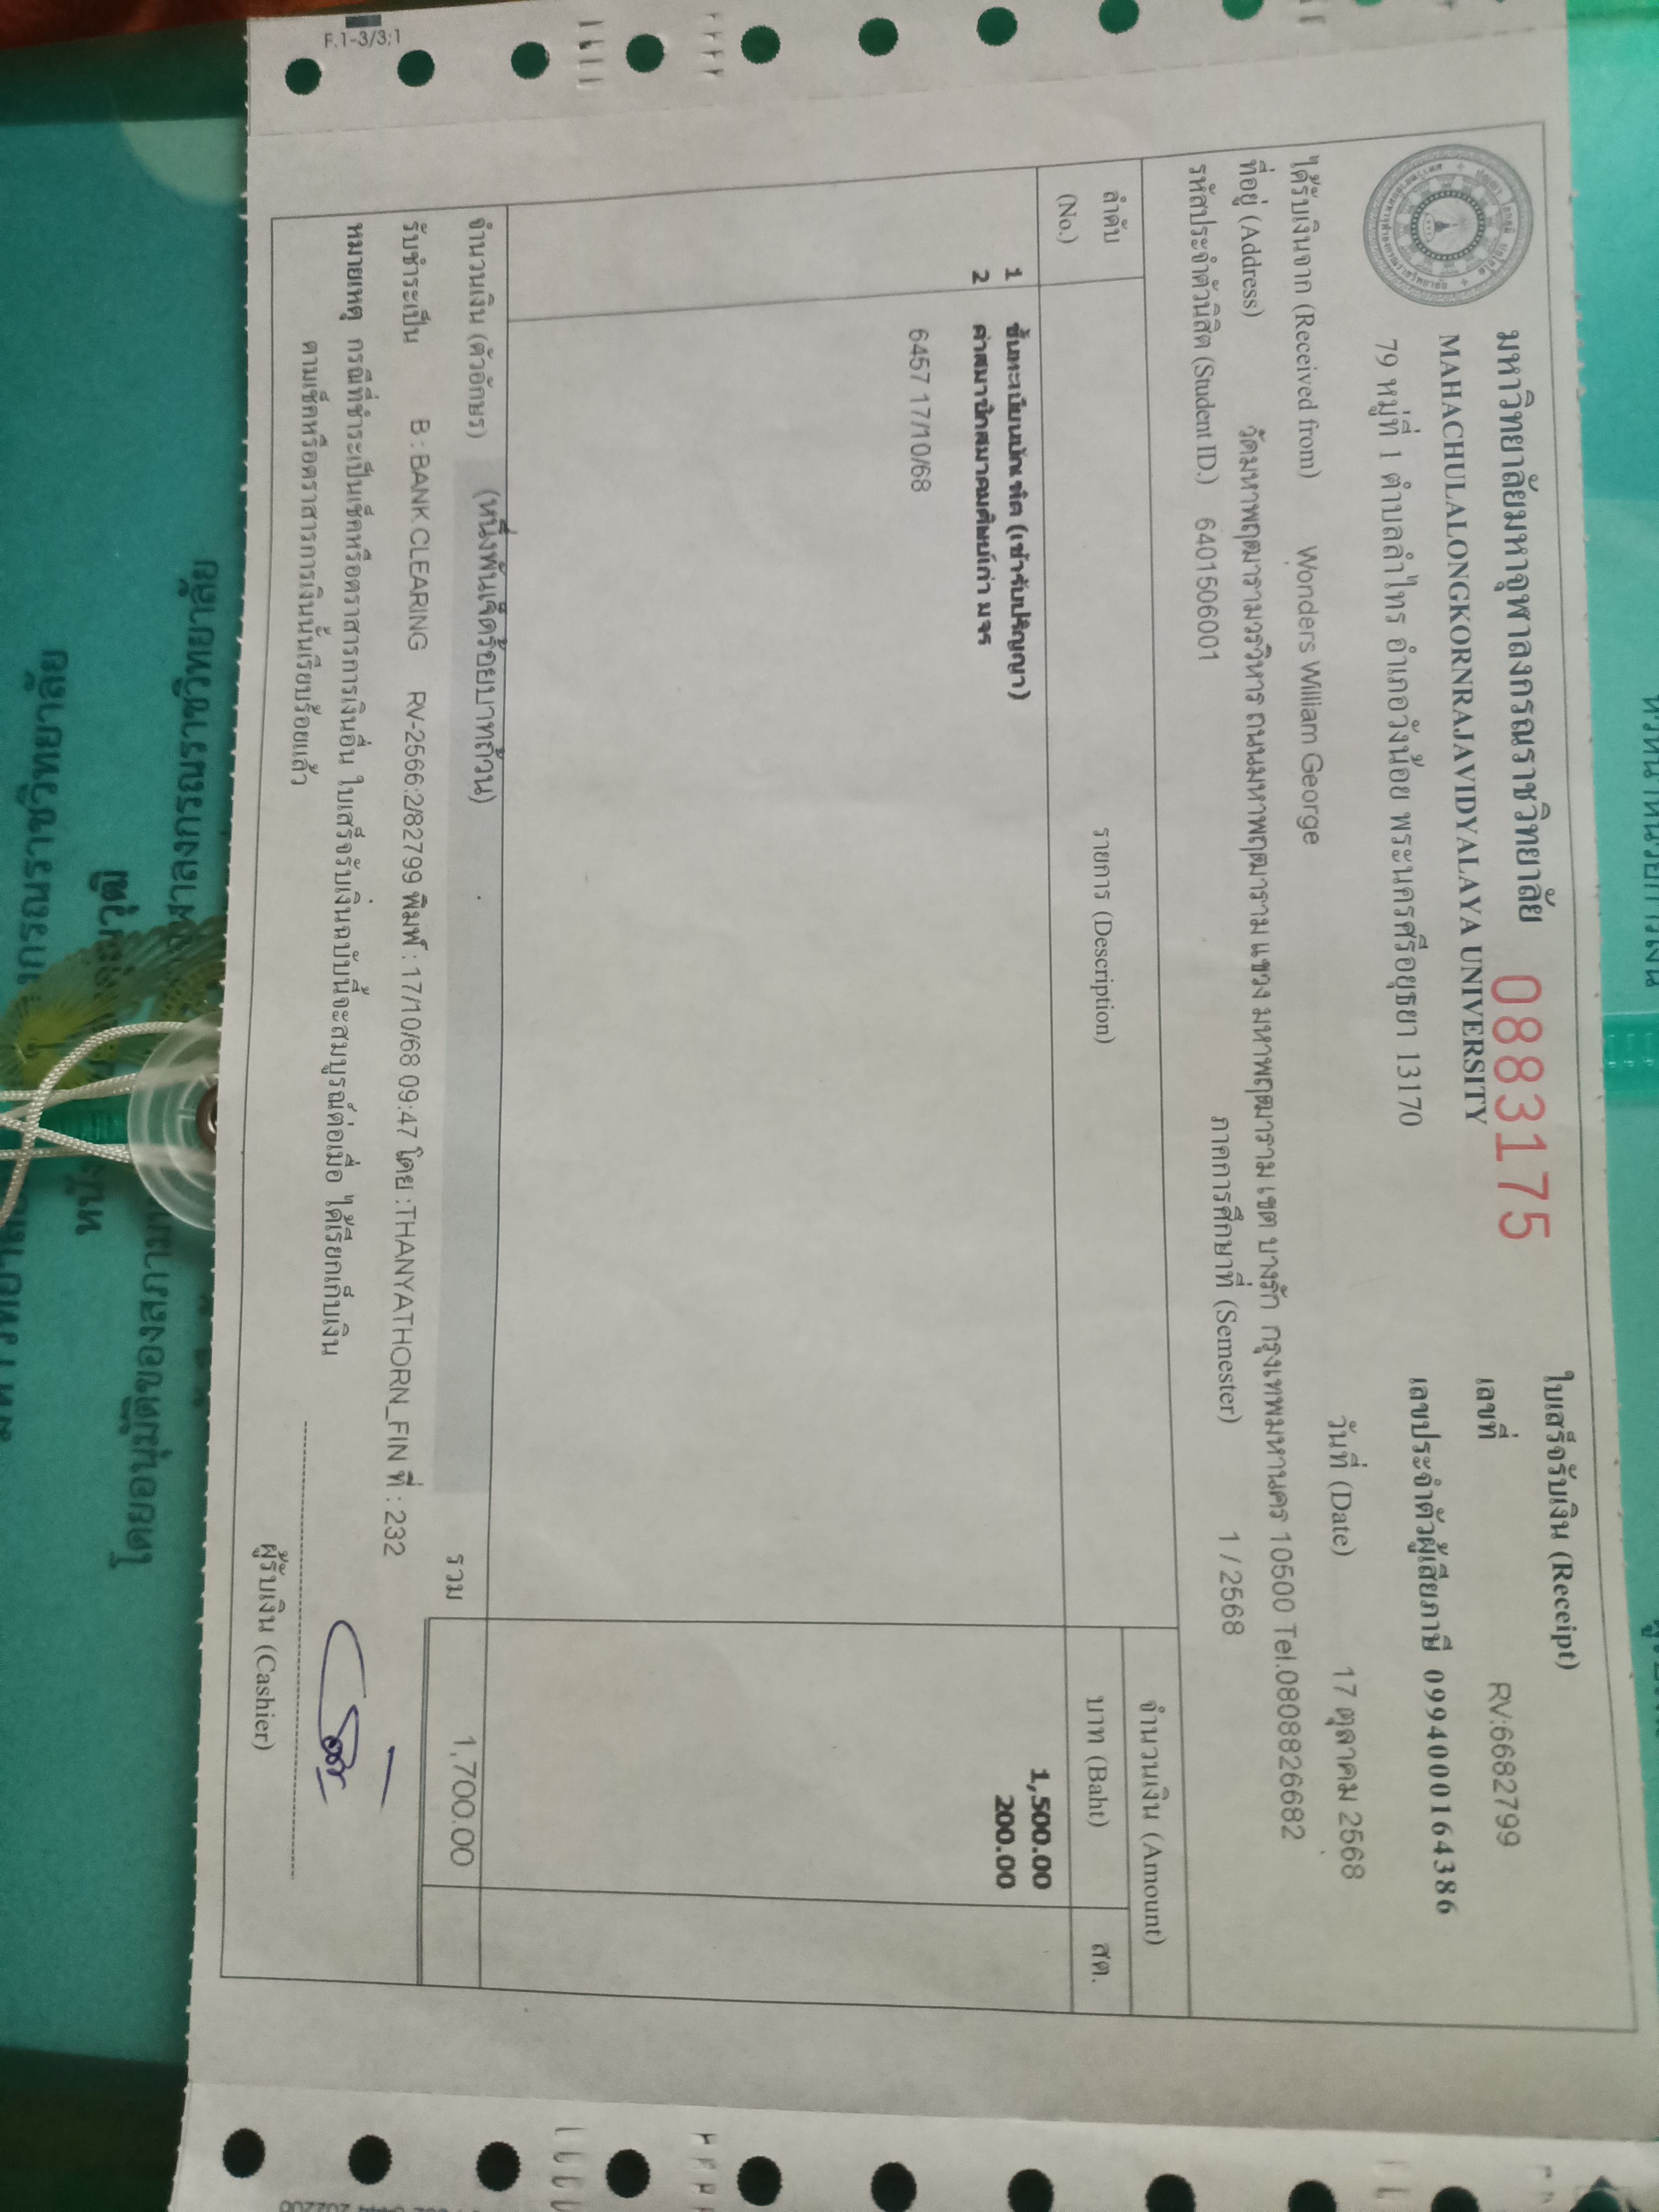 มหาวิทยาลัยมหาจุฬาลงกรณราชวิทยาลัย
0883175
MAHACHULALONGKORNRAJAVIDYALAYA UNIVERSITY
79 หมู่ที่ 1 ตำบลลำไทร อำเภอวังน้อย พระนครศรีอยุธยา 13170
ใบเสร็จรับเงิน (Receipt)
เลขที่ RV:6682799
เลขประจำตัวผู้เสียภาษี 0994000164386
วันที่ (Date) 17 ตุลาคม 2568
ได้รับเงินจาก (Received from) Wonders William George
ที่อยู่ (Address) วัดมหาพฤฒารามวรวิหาร ถนนมหาพฤฒาราม แขวง มหาพฤฒาราม เขต บางรัก กรุงเทพมหานคร 10500 Tel.0808826682
รหัสประจำตัวนิสิต (Student ID.) 6401506001 ภาคการศึกษาที่ (Semester) 1 / 2568
ลำดับ (No.) รายการ (Description) จำนวนเงิน (Amount)
บาท (Baht) สต.
1 ขึ้นทะเบียนบัณฑิต (เข้ารับปริญญา) 1,500.00
2 ค่าสมาชิกสมาคมศิษย์เก่า มจร 200.00
6457 17/10/68
จำนวนเงิน (ตัวอักษร) (หนึ่งพันเจ็ดร้อยบาทถ้วน) รวม 1,700.00
รับชำระเป็น B : BANK CLEARING RV-2566:2/82799 พิมพ์ : 17/10/68 09:47 โดย : THANYATHORN_FIN ที่ : 232
หมายเหตุ กรณีที่ชำระเป็นเช็คหรือตราสารการเงินอื่น ใบเสร็จรับเงินฉบับนี้จะสมบูรณ์ต่อเมื่อ ได้เรียกเก็บเงิน
ตามเช็คหรือตราสารการเงินนั้นเรียบร้อยแล้ว
ผู้รับเงิน (Cashier)
F.1-3/3:1